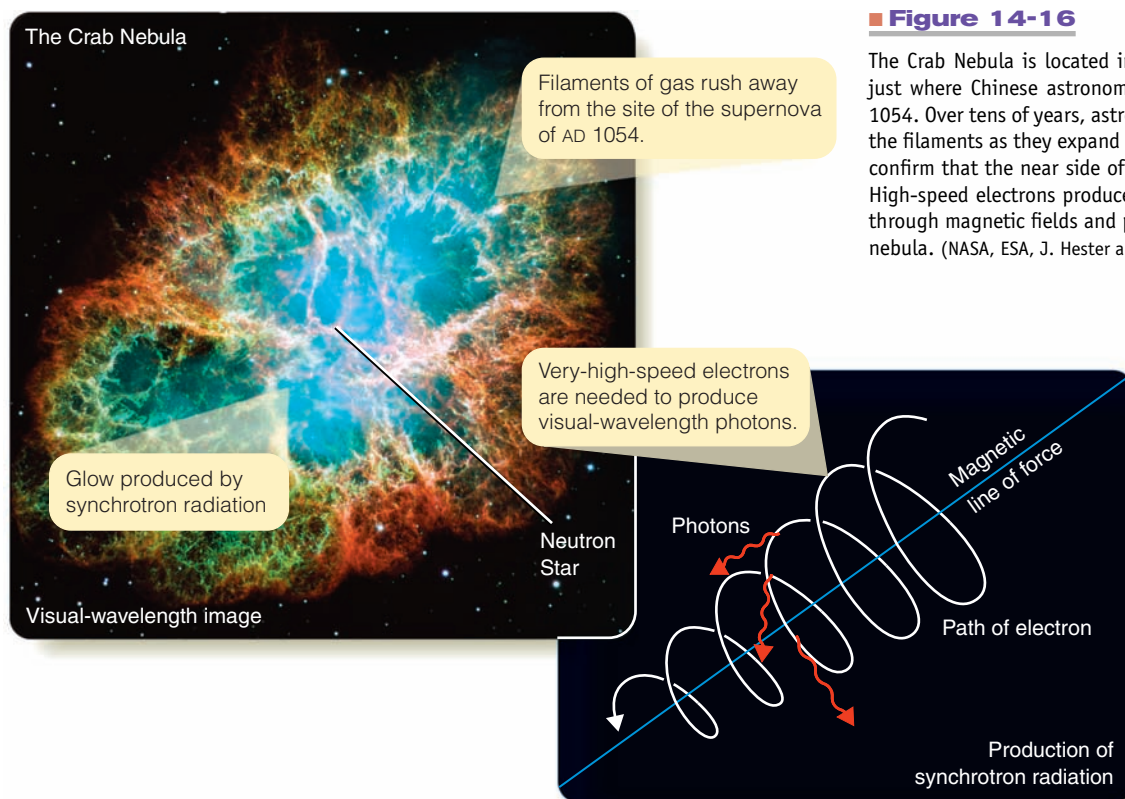 The Crab Nebula
Filaments of gas rush away
from the site of the supernova
of AD 1054.
Glow produced by
synchrotron radiation
Neutron
Star
Visual-wavelength image
■ Figure 14-16
The Crab Nebula is located i
just where Chinese astronom
1054. Over tens of years, astr
the filaments as they expand
confirm that the near side of
High-speed electrons produce
through magnetic fields and
nebula. (NASA, ESA, J. Hester a
Very-high-speed electrons
are needed to produce
visual-wavelength photons.
Magnetic
line of force
Photons
Path of electron
Production of
synchrotron radiation